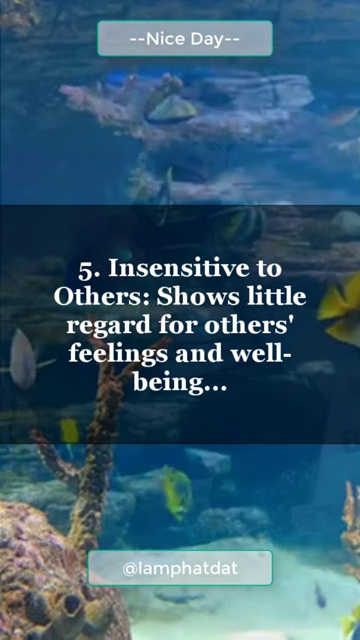 --Nice Day--
5. Insensitive to
Others: Shows little
regard for others'
feelings and well-
being...
@lamphatdat